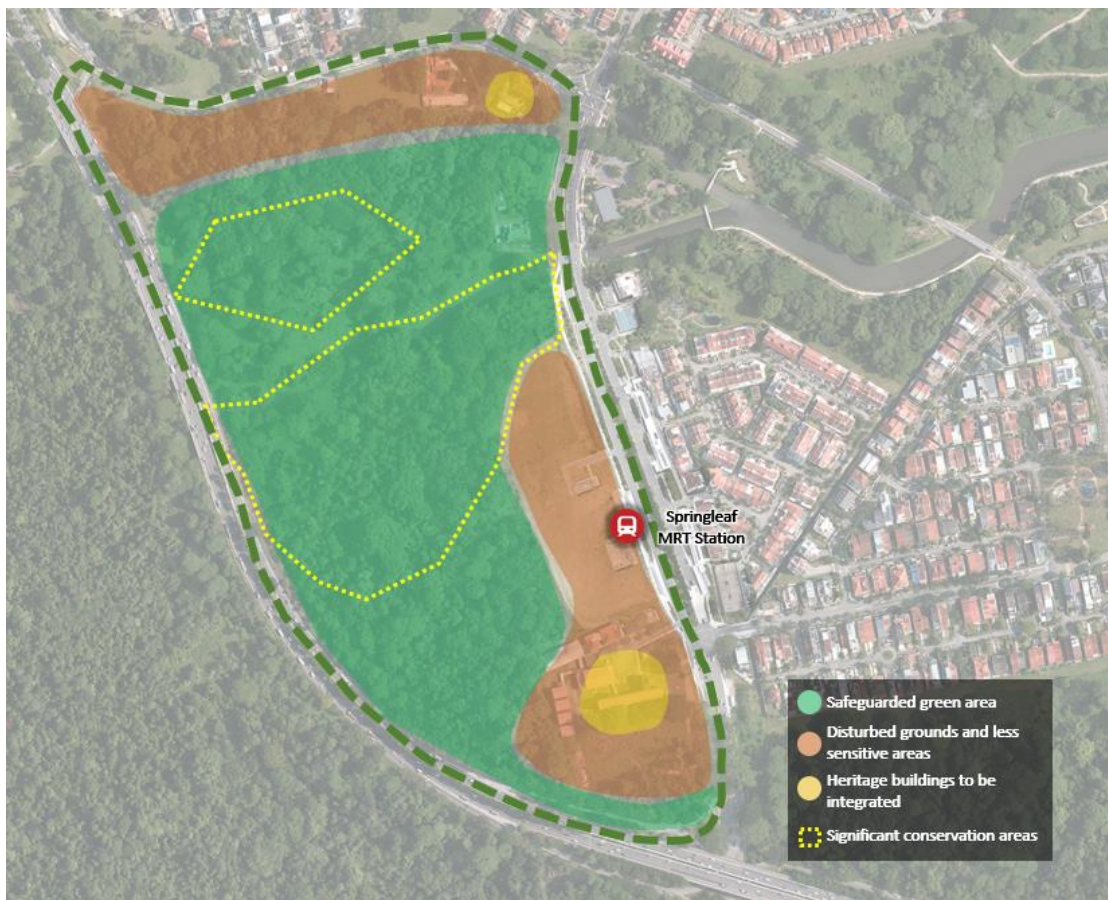 Springleaf
MRT Station
Safeguarded green area
Disturbed grounds and less
sensitive areas
Heritage buildings to be
integrated
Significant conservation areas